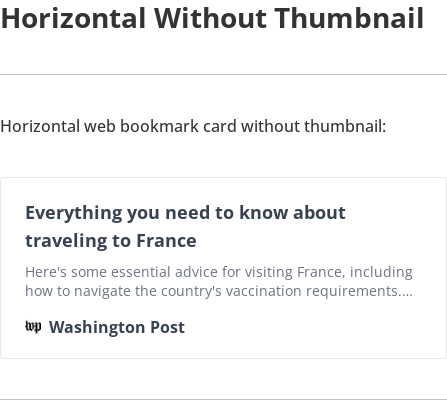 Horizontal Without Thumbnail
Horizontal web bookmark card without thumbnail:
Everything you need to know about
traveling to France
Here's some essential advice for visiting France, including
how to navigate the country's vaccination requirements....
wp Washington Post